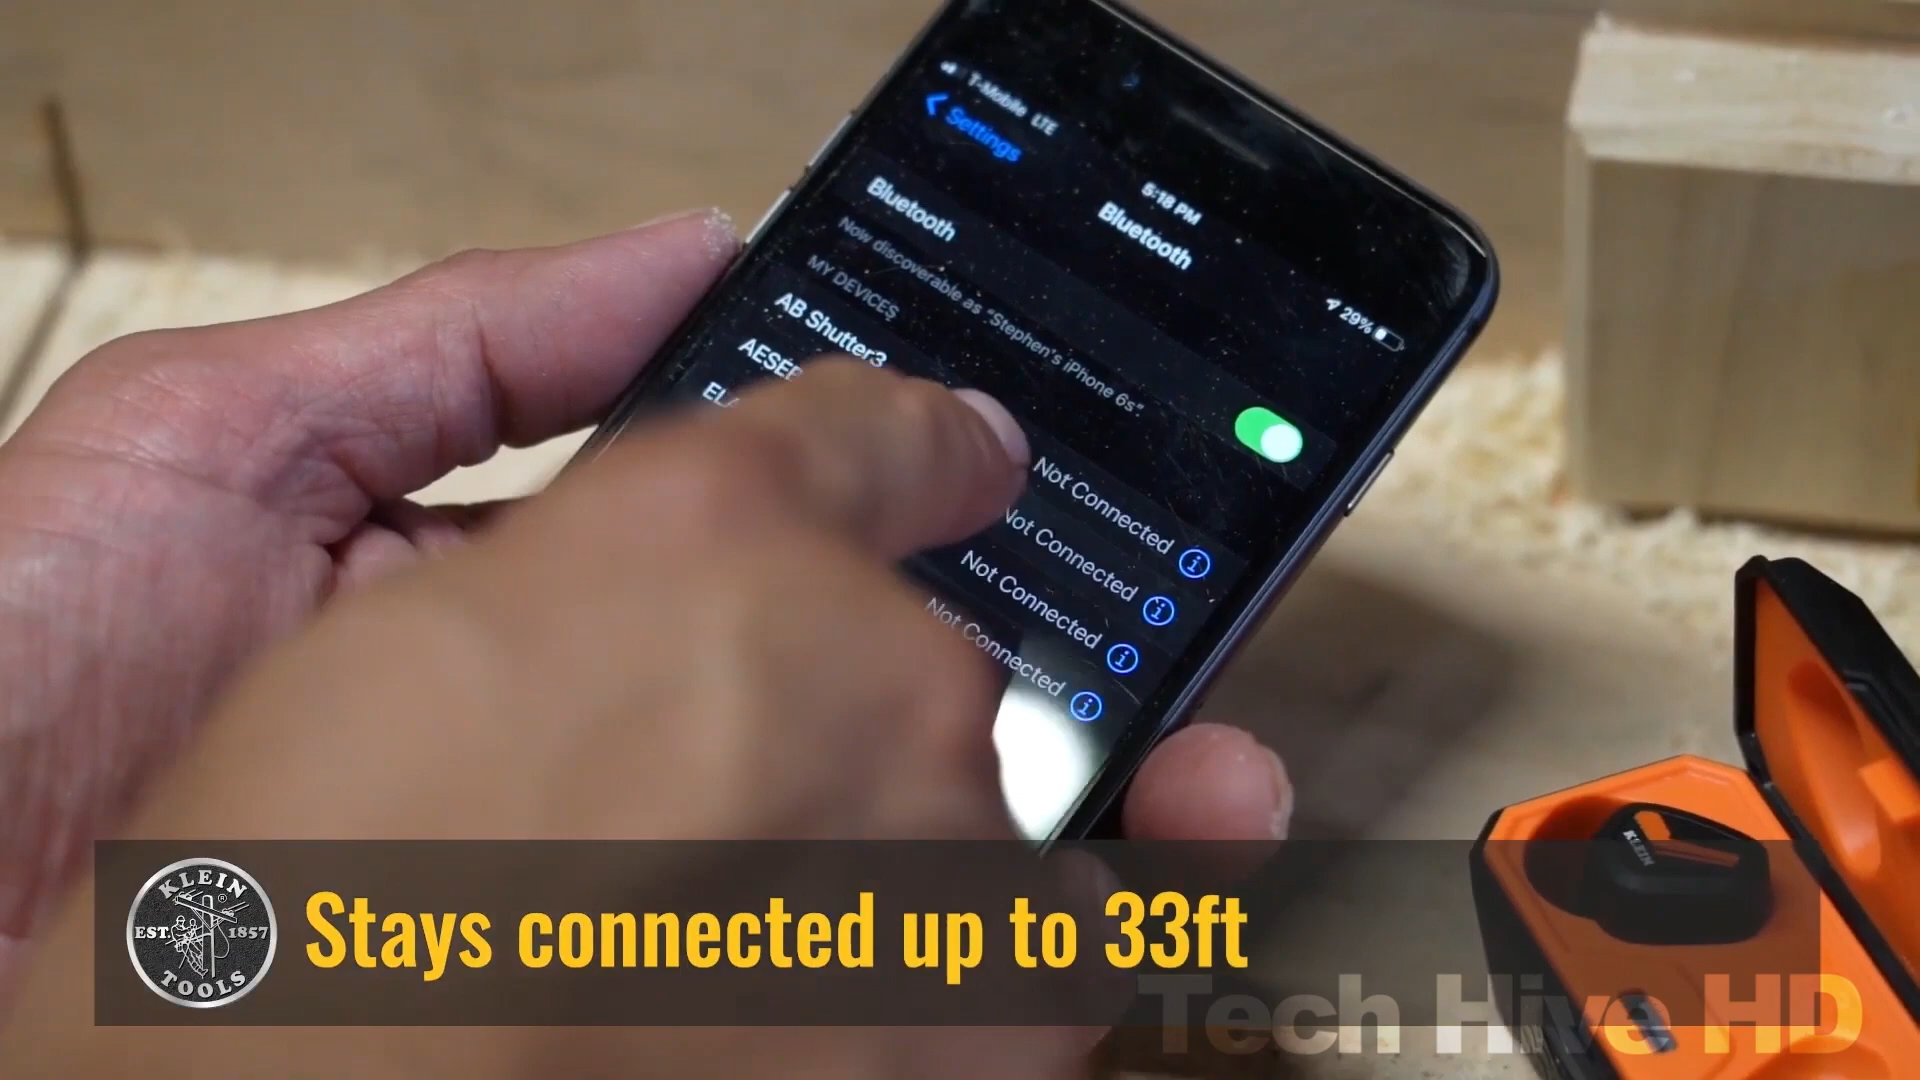 T-Mobile LTE
5:18 PM
29%
Settings
Bluetooth
Bluetooth
Now discoverable as "Stephen's iPhone 6s"
MY DEVICES
AB Shutter3
Not Connected
Not Connected
Not Connected
Not Connected
KLEIN
KLEIN
EST. 1857
TOOLS
Stays connected up to 33ft
Tech Hive HD